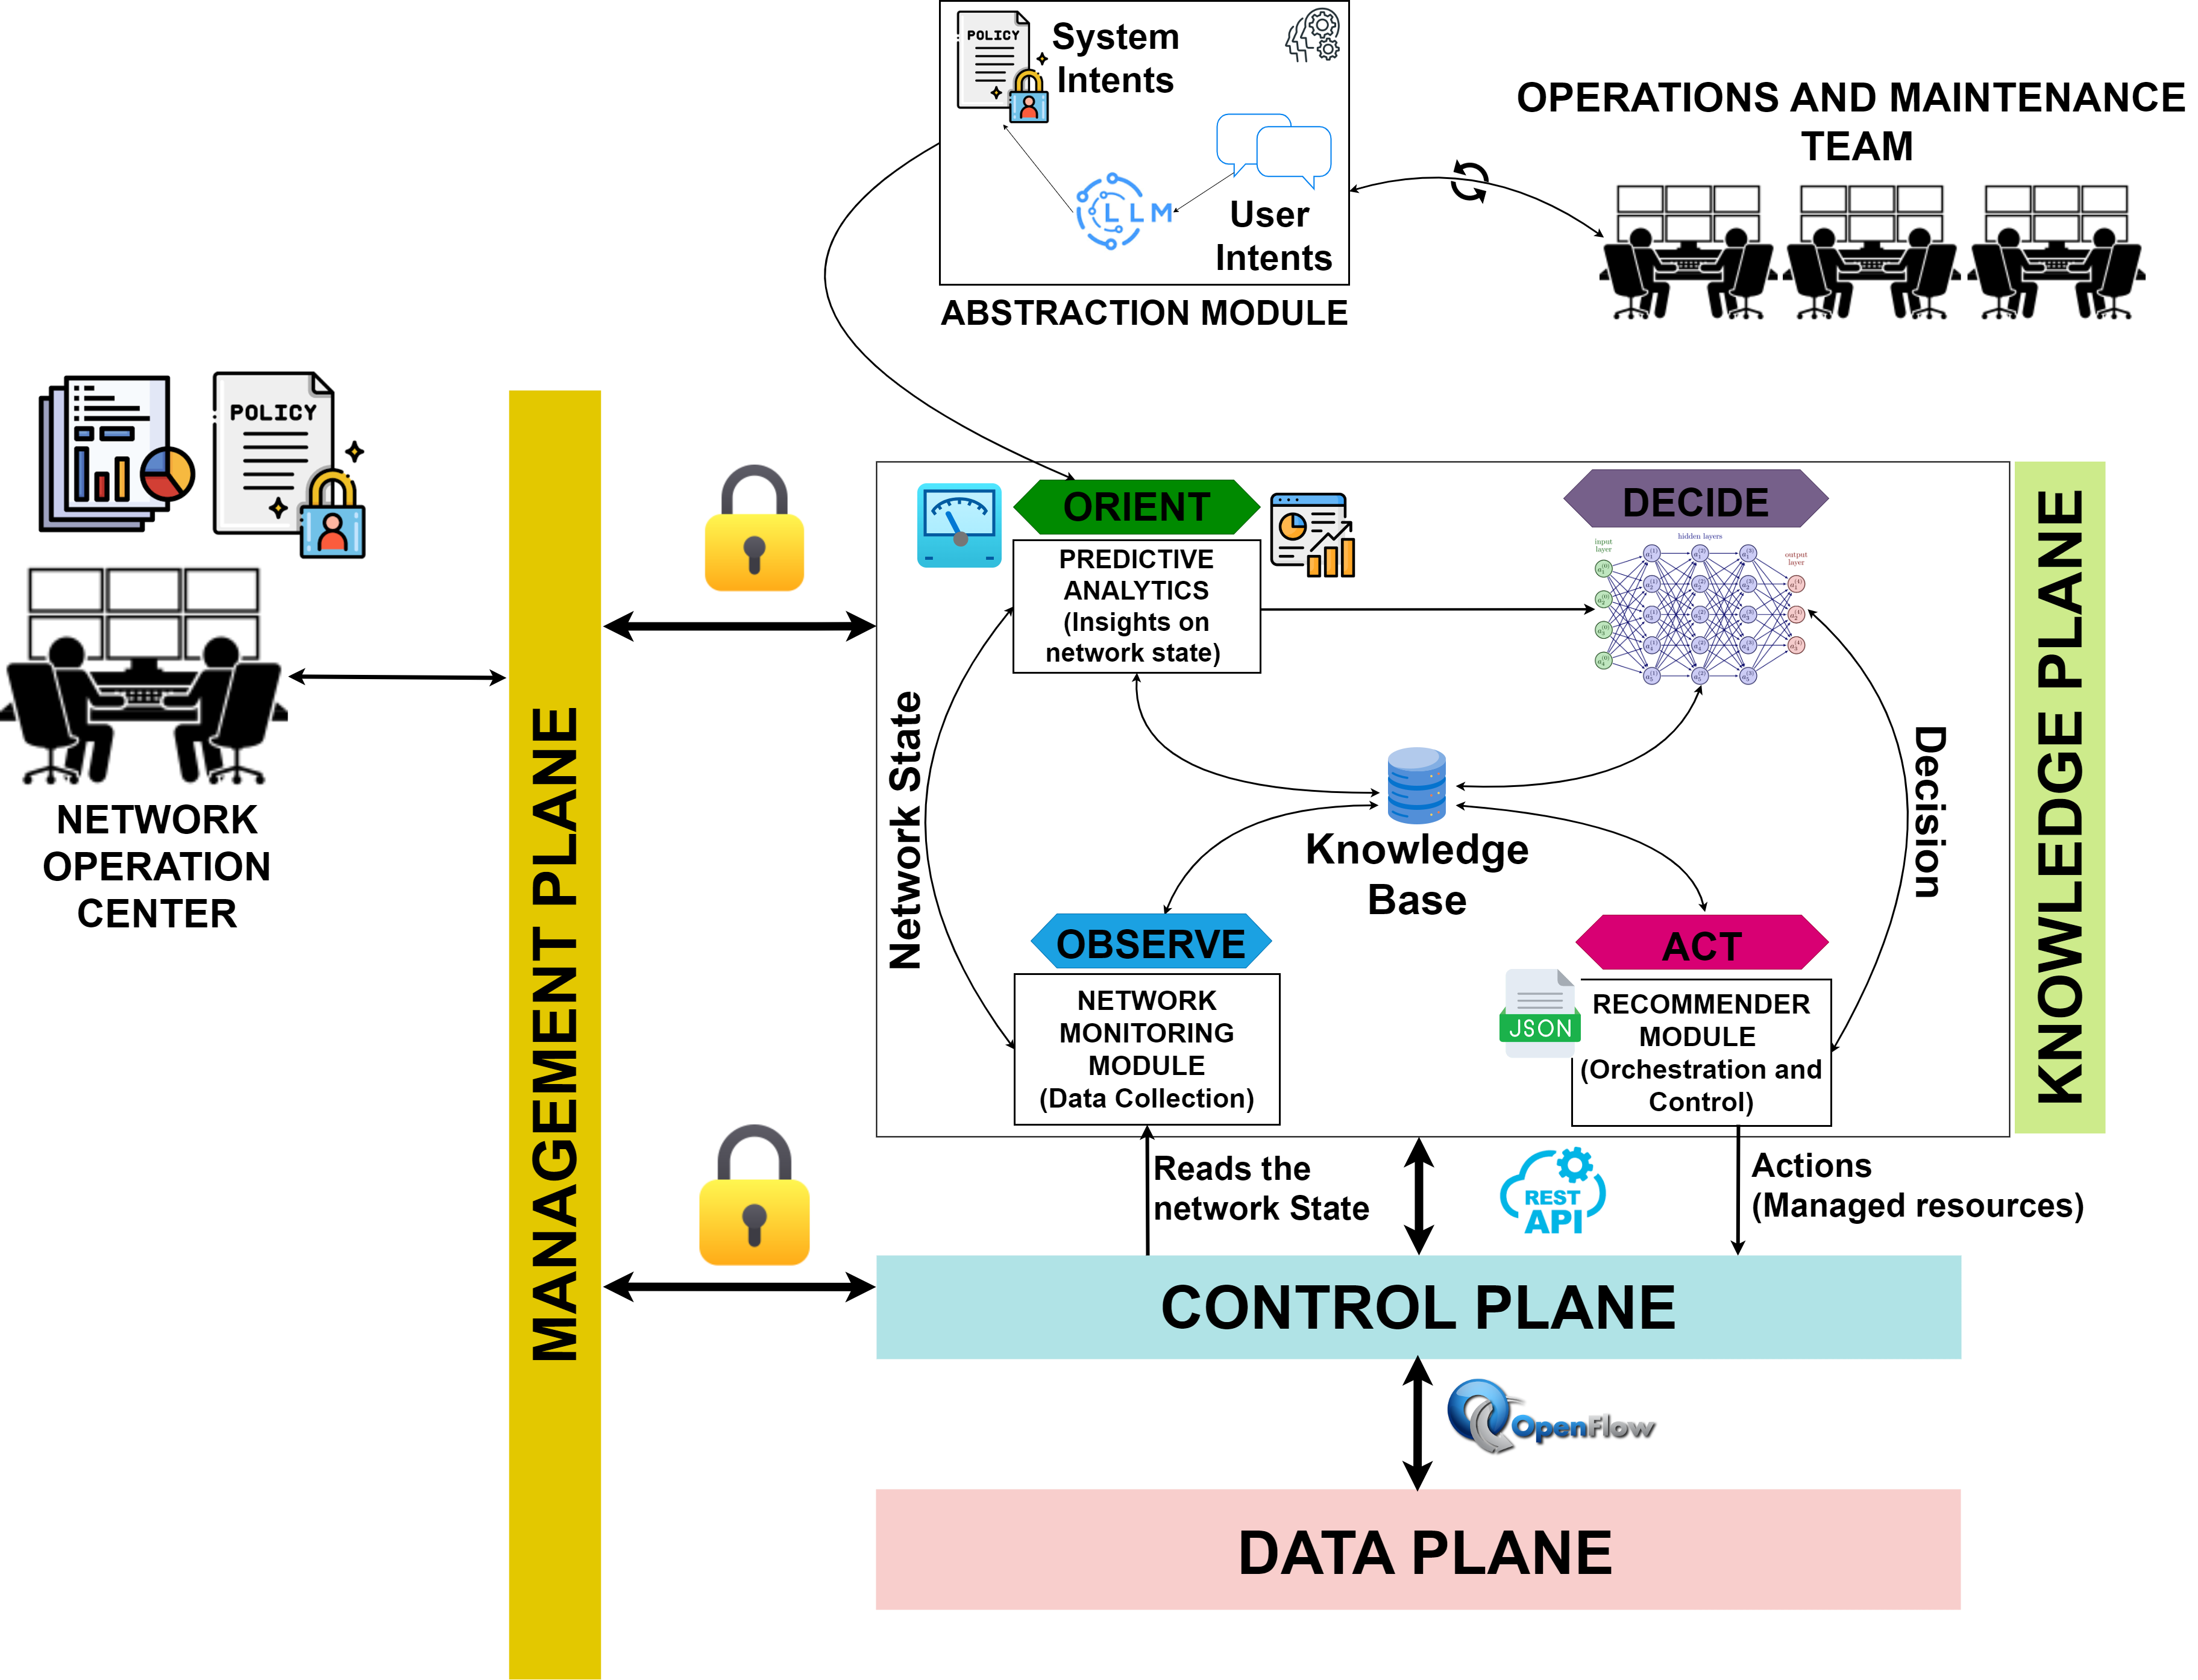 POLICY
System
Intents
LLM
User
Intents
ABSTRACTION MODULE
OPERATIONS AND MAINTENANCE
TEAM
POLICY
NETWORK
OPERATION
CENTER
MANAGEMENT PLANE
ORIENT
PREDICTIVE
ANALYTICS
(Insights on
network state)
DECIDE
input
layer
hidden layers
output
layer
Network State
Knowledge
Base
Decision
KNOWLEDGE PLANE
OBSERVE
NETWORK
MONITORING
MODULE
(Data Collection)
ACT
JSON
RECOMMENDER
MODULE
(Orchestration and
Control)
Reads the
network State
REST
API
Actions
(Managed resources)
CONTROL PLANE
OpenFlow
DATA PLANE